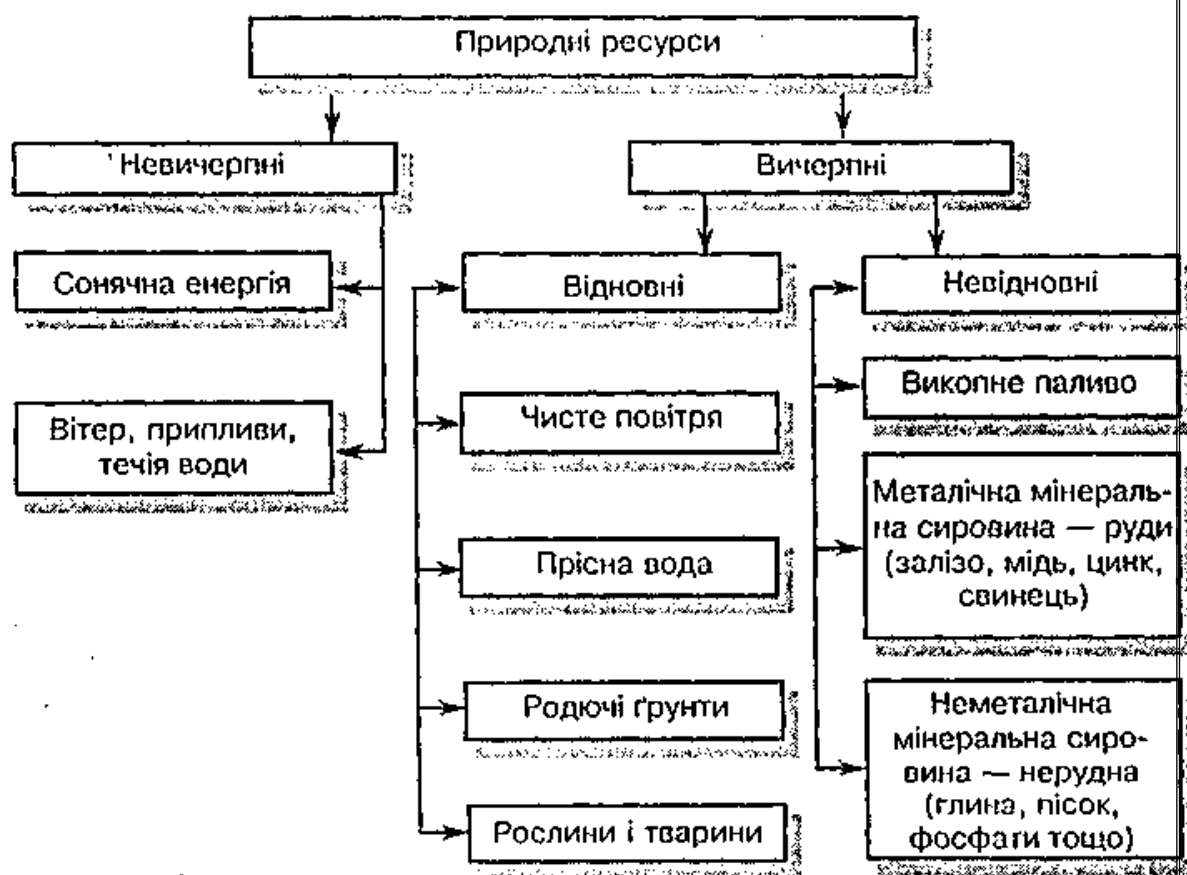 Природні ресурси
Невичерпні
Вичерпні
Сонячна енергія
Вітер, припливи,
течія води
Відновні
Чисте повітря
Прісна вода
Родючі ґрунти
Рослини і тварини
Невідновні
Викопне паливо
Металічна мінераль-
на сировина — руди
(залізо, мідь, цинк,
свинець)
Неметалічна
мінеральна сиро-
вина — нерудна
(глина, пісок,
фосфати тощо)